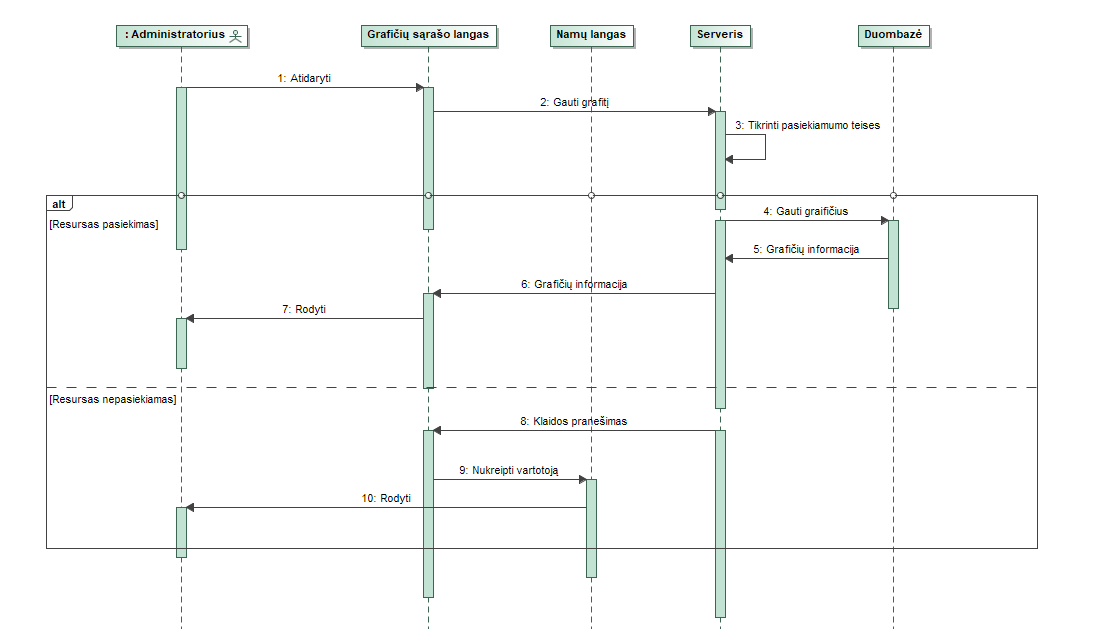 : Administratorius
Grafičių sąrašo langas
Namų langas
Serveris
Duombazė
1: Atidaryti
2: Gauti grafitį
3: Tikrinti pasiekiamumo teises
alt
[Resursas pasiekimas]
4: Gauti graifičius
5: Grafičių informacija
6: Grafičių informacija
7: Rodyti
[Resursas nepasiekiamas]
8: Klaidos pranešimas
9: Nukreipti vartotoją
10: Rodyti